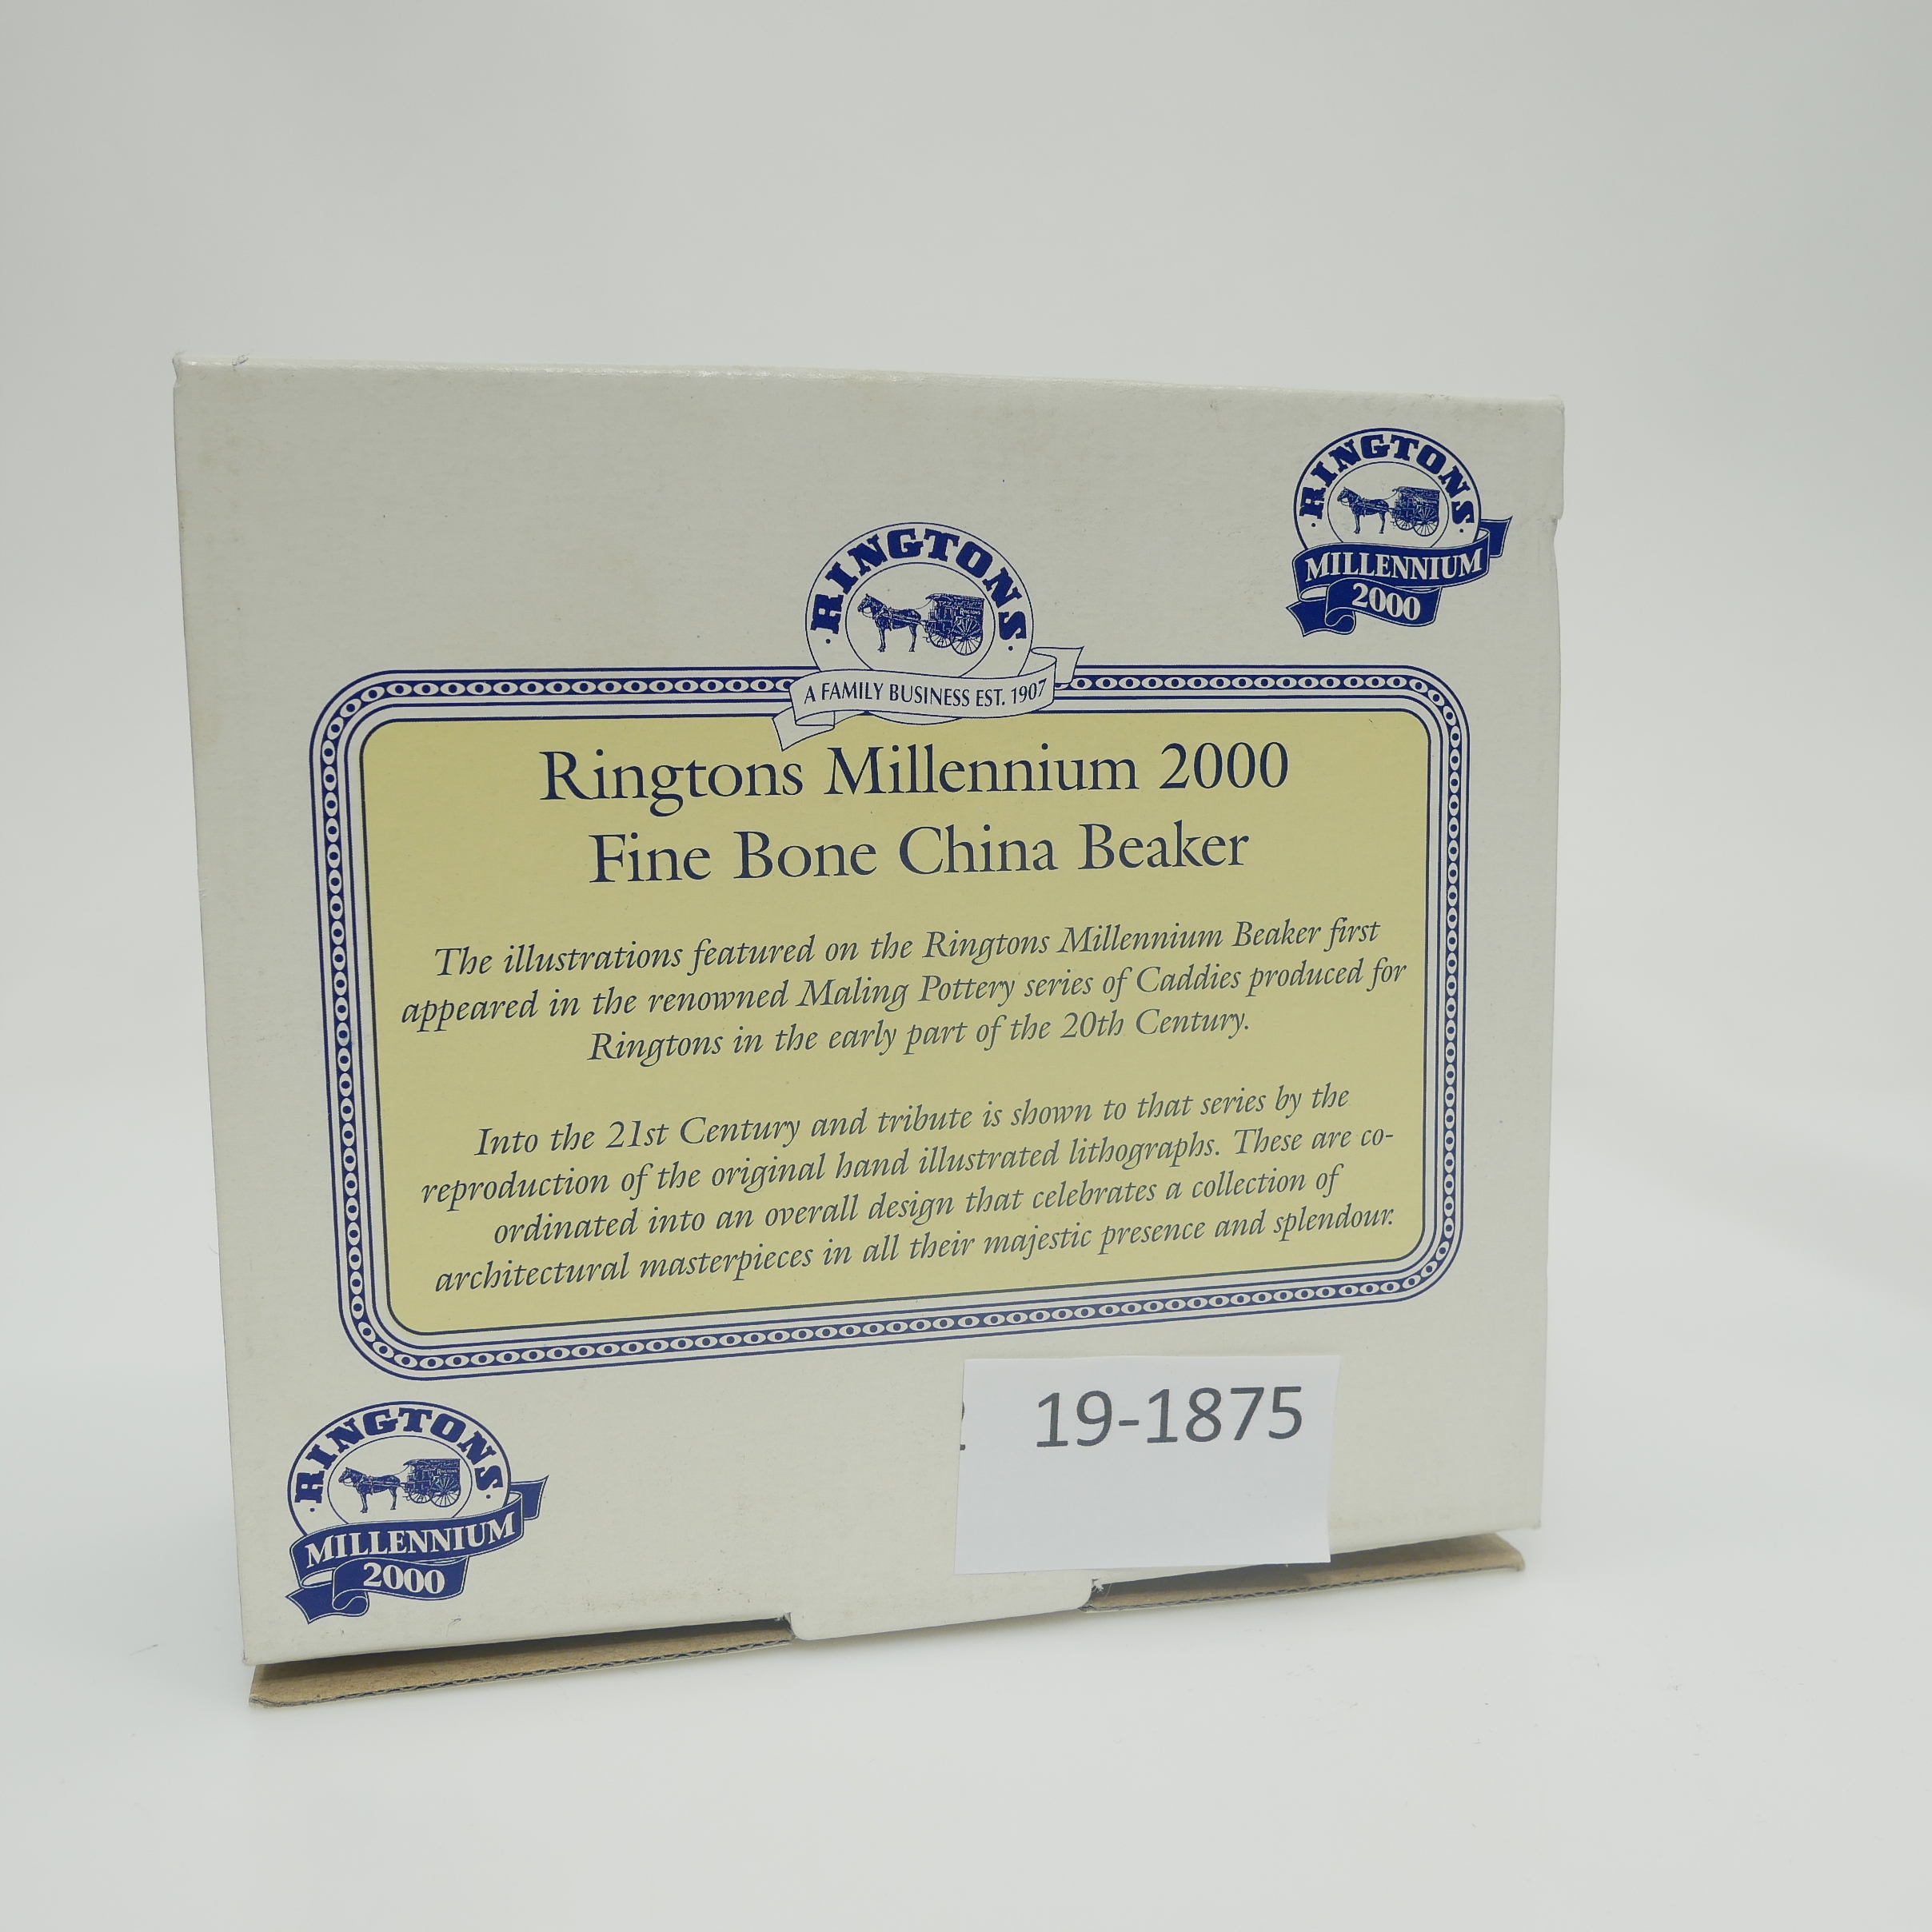 RINGTONS
MILLENNIUM
2000
RINGTONS
RINGTONS
A FAMILY BUSINESS EST. 1907
Ringtons Millennium 2000
Fine Bone China Beaker
The illustrations featured on the Ringtons Millennium Beaker first
appeared in the renowned Maling Pottery series of Caddies produced for
Ringtons in the early part of the 20th Century.
Into the 21st Century and tribute is shown to that series by the
reproduction of the original hand illustrated lithographs. These are co-
ordinated into an overall design that celebrates a collection of
architectural masterpieces in all their majestic presence and splendour.
19-1875
RINGTONS
RINGTONS
MILLENNIUM
2000